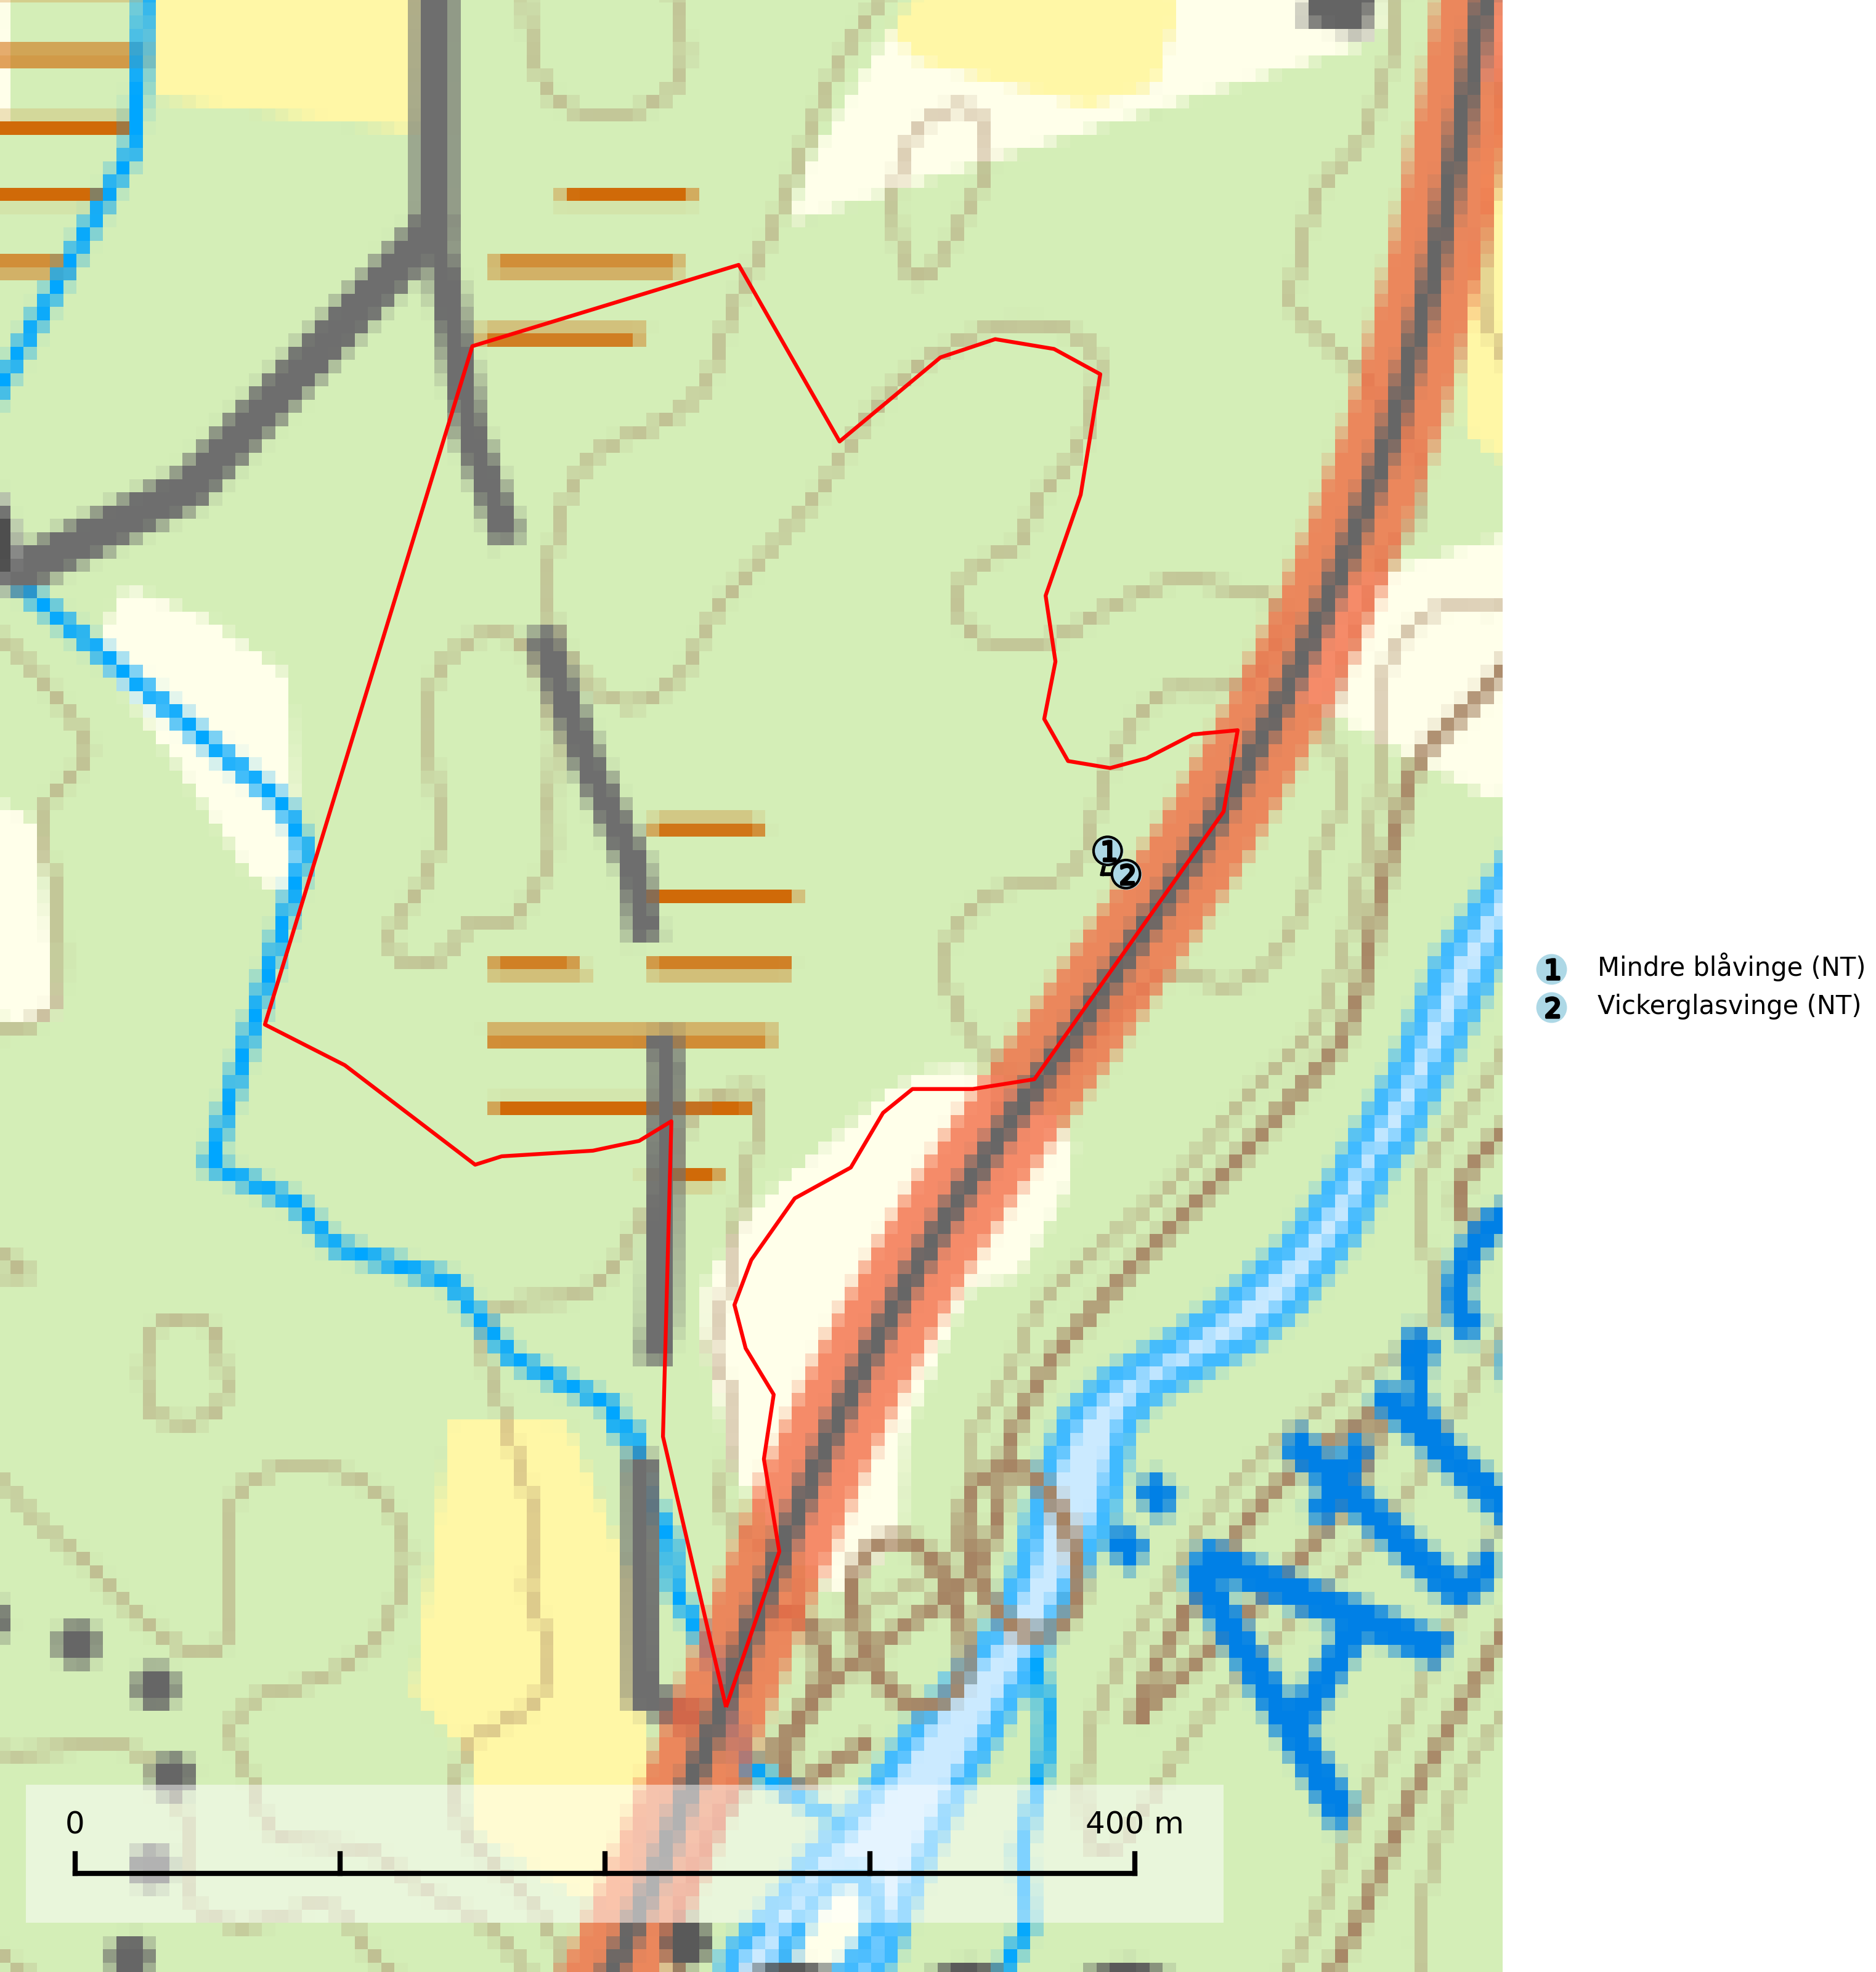 1
2
1 Mindre blåvinge (NT)
2 Vickerglasvinge (NT)
0 400 m